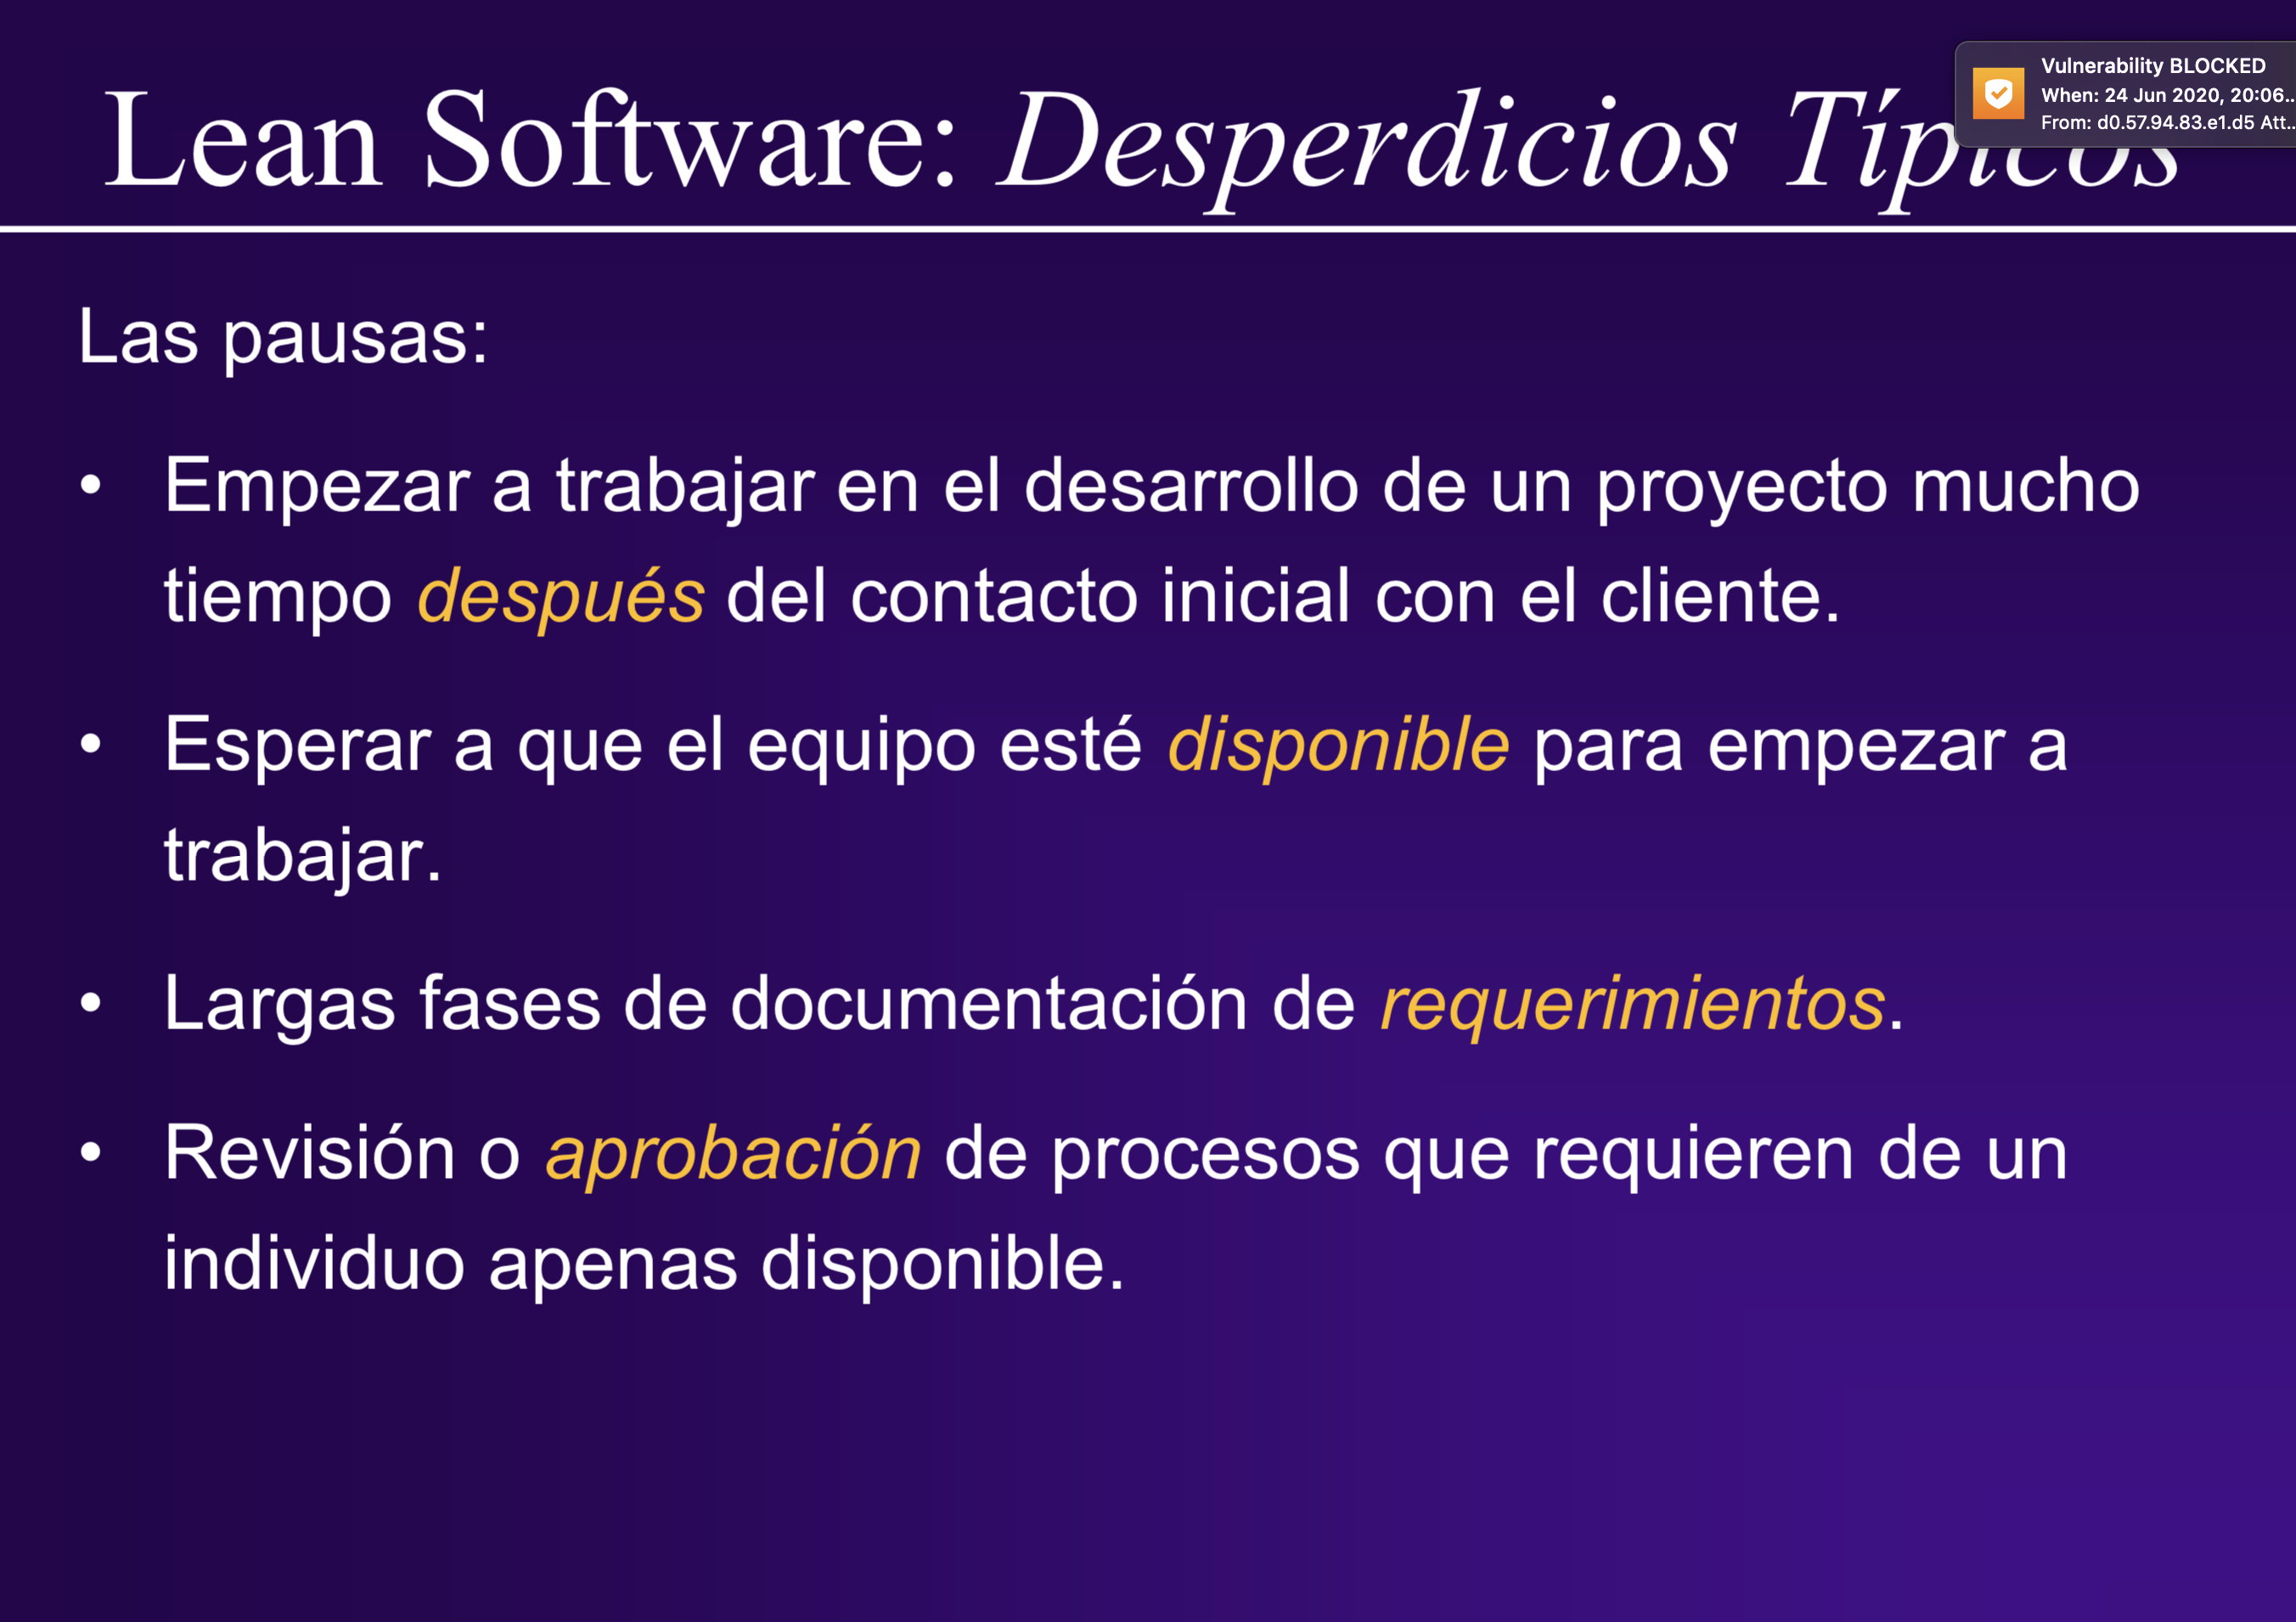 Lean Software: Desperdicios Típicos
Vulnerability BLOCKED
When: 24 Jun 2020, 20:06...
From: d0.57.94.83.e1.d5 Att...
Las pausas:
• Empezar a trabajar en el desarrollo de un proyecto mucho
tiempo después del contacto inicial con el cliente.
• Esperar a que el equipo esté disponible para empezar a
trabajar.
• Largas fases de documentación de requerimientos.
• Revisión o aprobación de procesos que requieren de un
individuo apenas disponible.